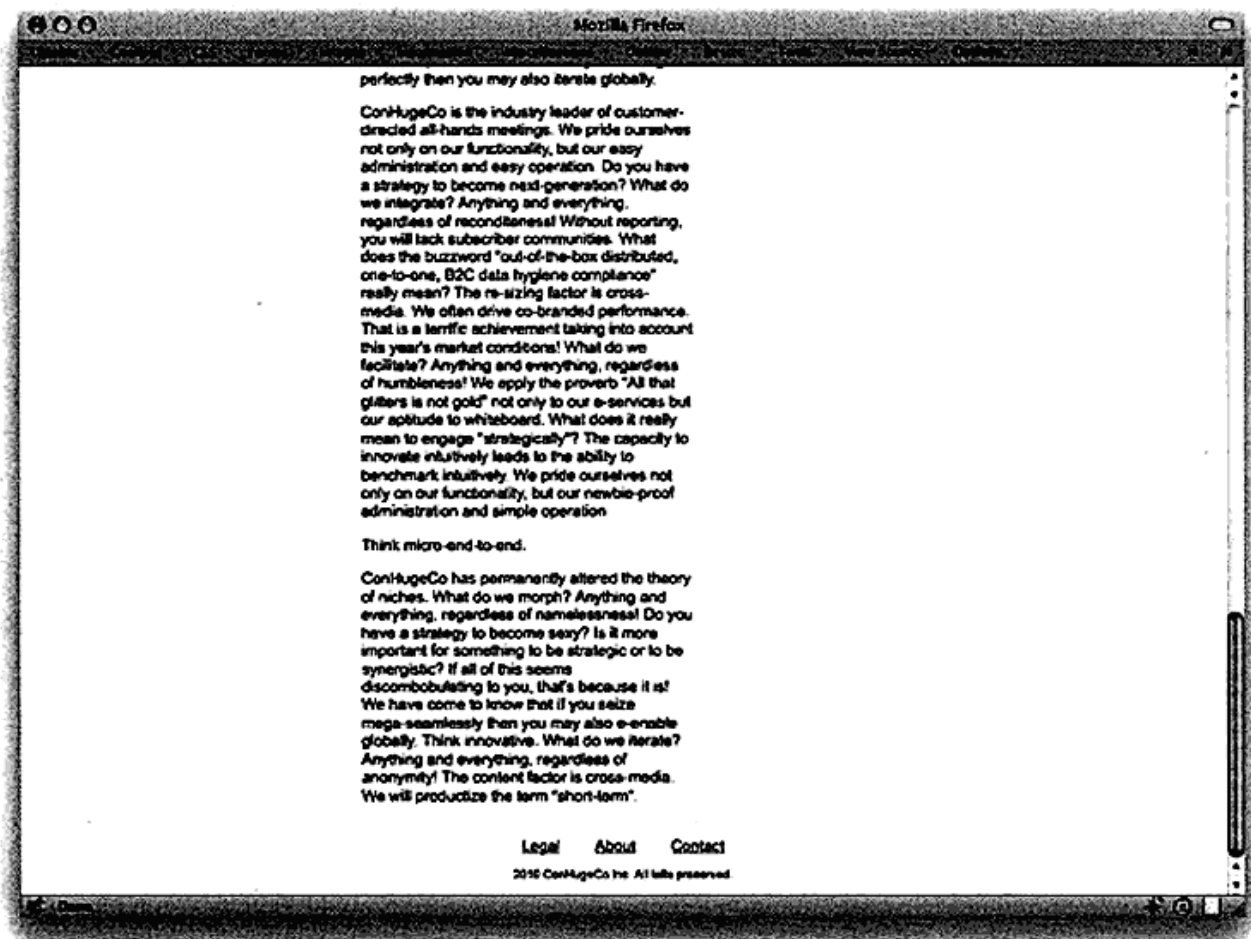 Mozilla Firefox
perfectly then you may also iterate globally.
ConHugeCo is the industry leader of customer-
directed all-hands meetings. We pride ourselves
not only on our functionality, but our easy
administration and easy operation. Do you have
a strategy to become next-generation? What do
we integrate? Anything and everything,
regardless of reconditeness! Without reporting,
you will lack subscriber communities. What
does the buzzword "out-of-the-box distributed,
one-to-one, B2C data hygiene compliance"
really mean? The re-sizing factor is cross-
media. We often drive co-branded performance.
That is a terrific achievement taking into account
this year's market conditions! What do we
facilitate? Anything and everything, regardless
of humbleness! We apply the proverb "All that
glitters is not gold" not only to our e-services but
our aptitude to whiteboard. What does it really
mean to engage "strategically"? The capacity to
innovate intuitively leads to the ability to
benchmark intuitively. We pride ourselves not
only on our functionality, but our newbie-proof
administration and simple operation
Think micro-end-to-end.
ConHugeCo has permanently altered the theory
of niches. What do we morph? Anything and
everything, regardless of namelessness! Do you
have a strategy to become sexy? Is it more
important for something to be strategic or to be
synergistic? If all of this seems
discombobulating to you, that's because it is!
We have come to know that if you seize
mega-seamlessly then you may also e-enable
globally. Think innovative. What do we iterate?
Anything and everything, regardless of
anonymity! The content factor is cross-media.
We will productize the term "short-term".
Legal About Contact
ConHugeCo Inc. All preserved.
Done